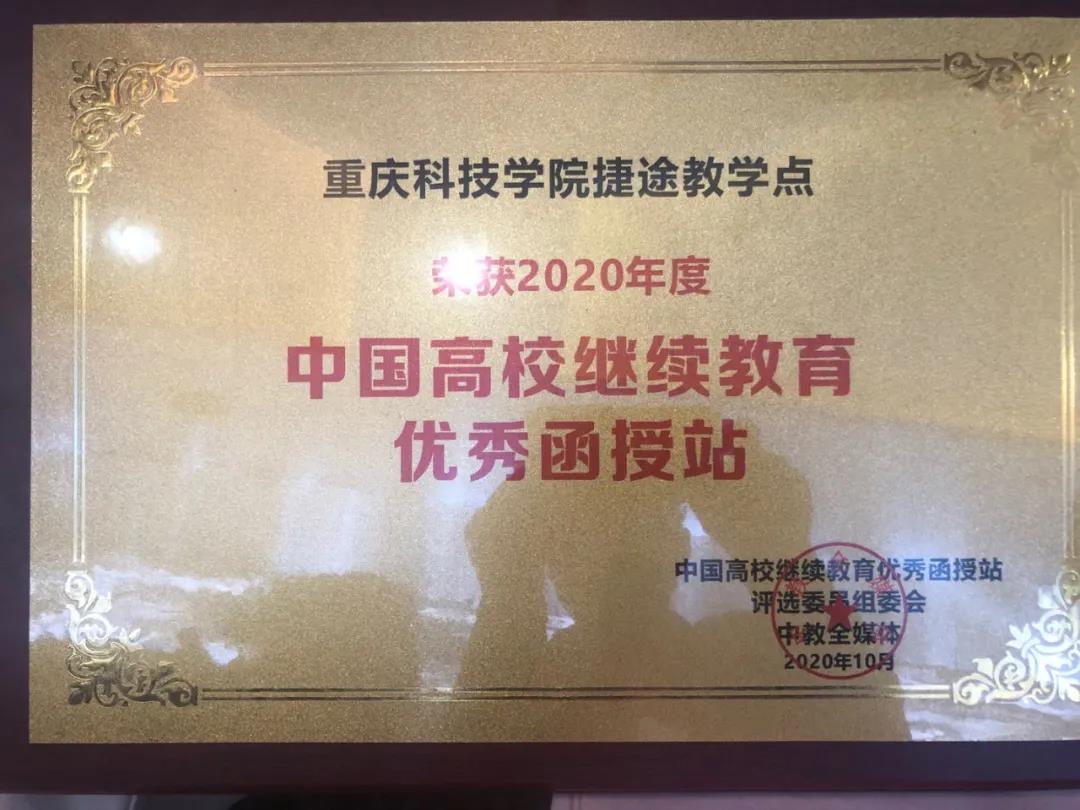 重庆科技学院捷途教学点
荣获2020年度
中国高校继续教育
优秀函授站
中国高校继续教育优秀函授站
评选委员组委会
中教全媒体
2020年10月